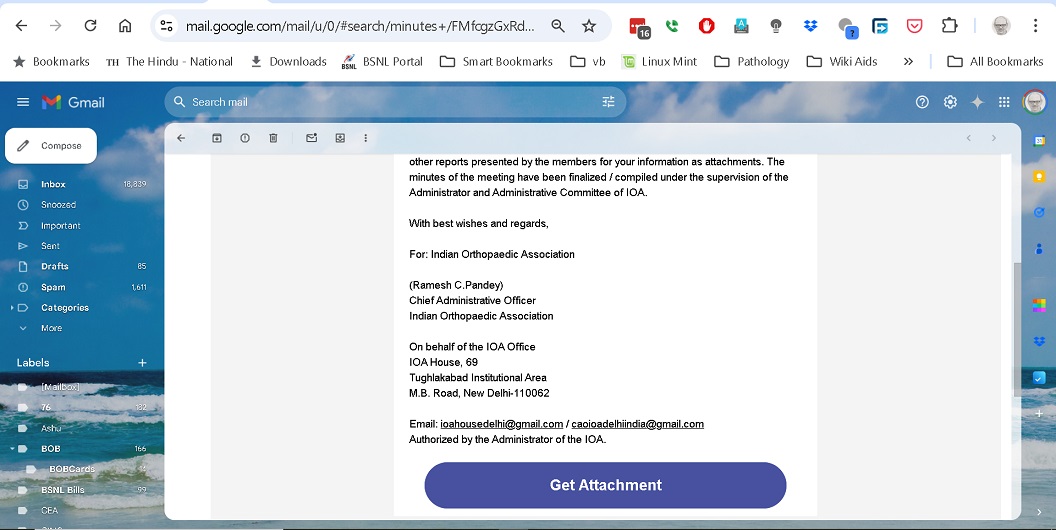 mail.google.com/mail/u/0/#search/minutes+/FMfcgzGxRd...
16
?
Bookmarks
TH The Hindu - National
Downloads
BSNL BSNL Portal
Smart Bookmarks
vb
Linux Mint
Pathology
Wiki Aids
All Bookmarks
Gmail
Search mail
Compose
Inbox 18,839
Snoozed
Important
Sent
Drafts 85
Spam 1,611
Categories
More
Labels
[Mailbox]
76 182
Ashu
BOB 166
BOBCards
BSNL Bills 99
CEA
other reports presented by the members for your information as attachments. The
minutes of the meeting have been finalized / compiled under the supervision of the
Administrator and Administrative Committee of IOA.
With best wishes and regards,
For: Indian Orthopaedic Association
(Ramesh C.Pandey)
Chief Administrative Officer
Indian Orthopaedic Association
On behalf of the IOA Office
IOA House, 69
Tughlakabad Institutional Area
M.B. Road, New Delhi-110062
Email: ioahousedelhi@gmail.com / caoioadelhiindia@gmail.com
Authorized by the Administrator of the IOA.
Get Attachment